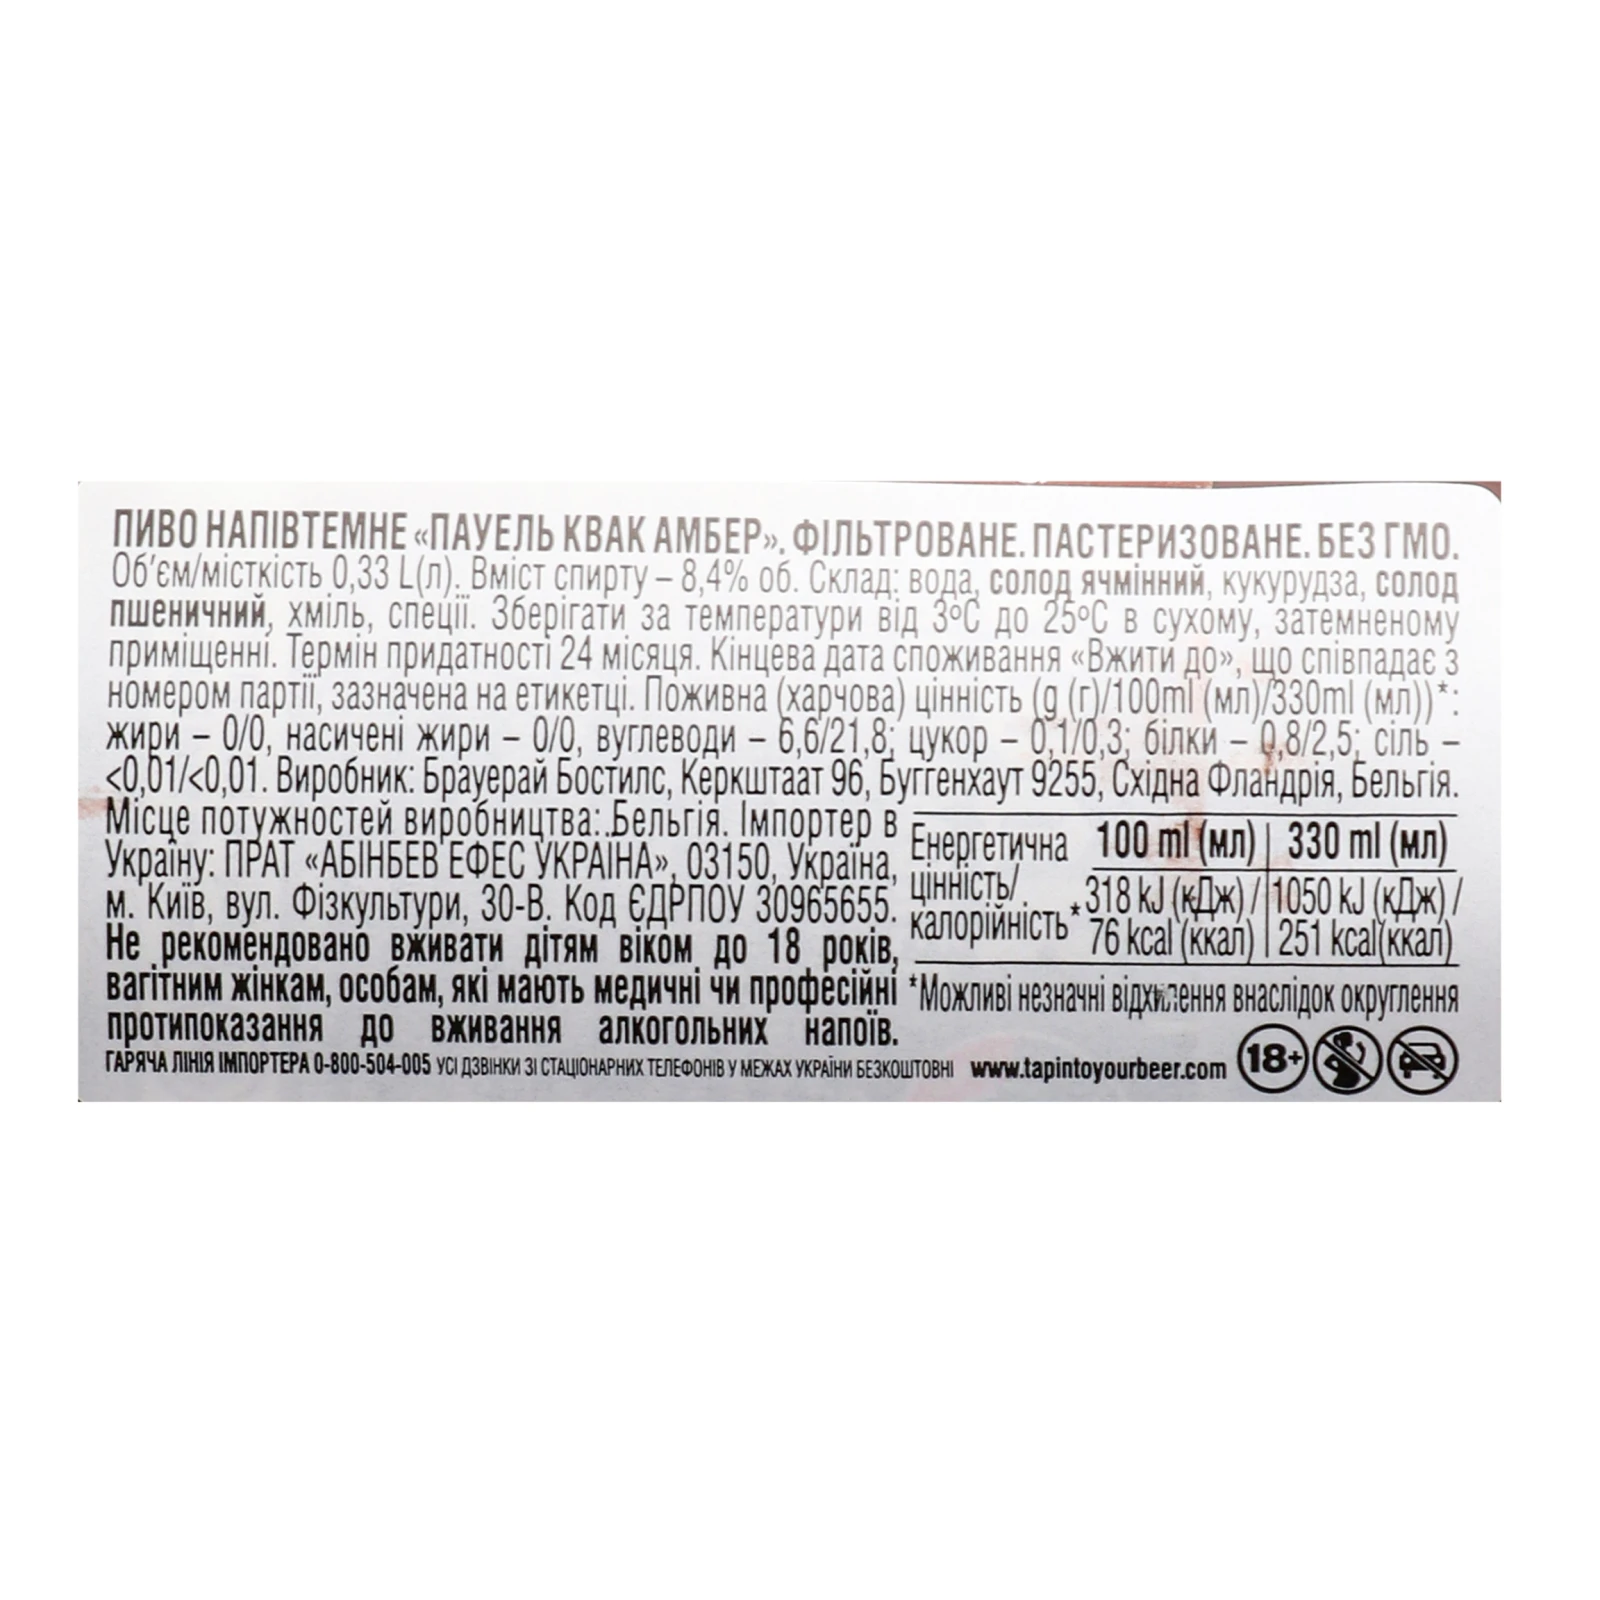 ПИВО НАПІВТЕМНЕ «ПАУЕЛЬ КВАК АМБЕР». ФІЛЬТРОВАНЕ. ПАСТЕРИЗОВАНЕ. БЕЗ ГМО.
Об'єм/місткість 0,33 L(л). Вміст спирту – 8,4% об. Склад: вода, солод ячмінний, кукурудза, солод
пшеничний, хміль, спеції. Зберігати за температури від 3ºС до 25ºС в сухому, затемненому
приміщенні. Термін придатності 24 місяця. Кінцева дата споживання «Вжити до», що співпадає з
номером партії, зазначена на етикетці. Поживна (харчова) цінність (g (г)/100ml (мл)/330ml (мл))*:
жири – 0/0, насичені жири – 0/0, вуглеводи – 6,6/21,8; цукор – 0,1/0,3; білки – 0,8/2,5; сіль –
<0,01/<0,01. Виробник: Брауерай Бостилс, Керкштаат 96, Буггенхаут 9255, Східна Фландрія, Бельгія.
Місце потужностей виробництва: Бельгія. Імпортер в
Україну: ПРАТ «АБІНБЕВ ЕФЕС УКРАЇНА», 03150, Україна,
м. Київ, вул. Фізкультури, 30-В. Код ЄДРПОУ 30965655.
Не рекомендовано вживати дітям віком до 18 років,
вагітним жінкам, особам, які мають медичні чи професійні
протипоказання до вживання алкогольних напоїв.
Енергетична цінність/ калорійність *
100 ml (мл) | 330 ml (мл)
318 kJ (кДж) / | 1050 kJ (кДж) /
76 kcal (ккал) | 251 kcal(ккал)
*Можливі незначні відхилення внаслідок округлення
ГАРЯЧА ЛІНІЯ ІМПОРТЕРА 0-800-504-005 УСІ ДЗВІНКИ ЗІ СТАЦІОНАРНИХ ТЕЛЕФОНІВ У МЕЖАХ УКРАЇНИ БЕЗКОШТОВНІ www.tapintoyourbeer.com 18+